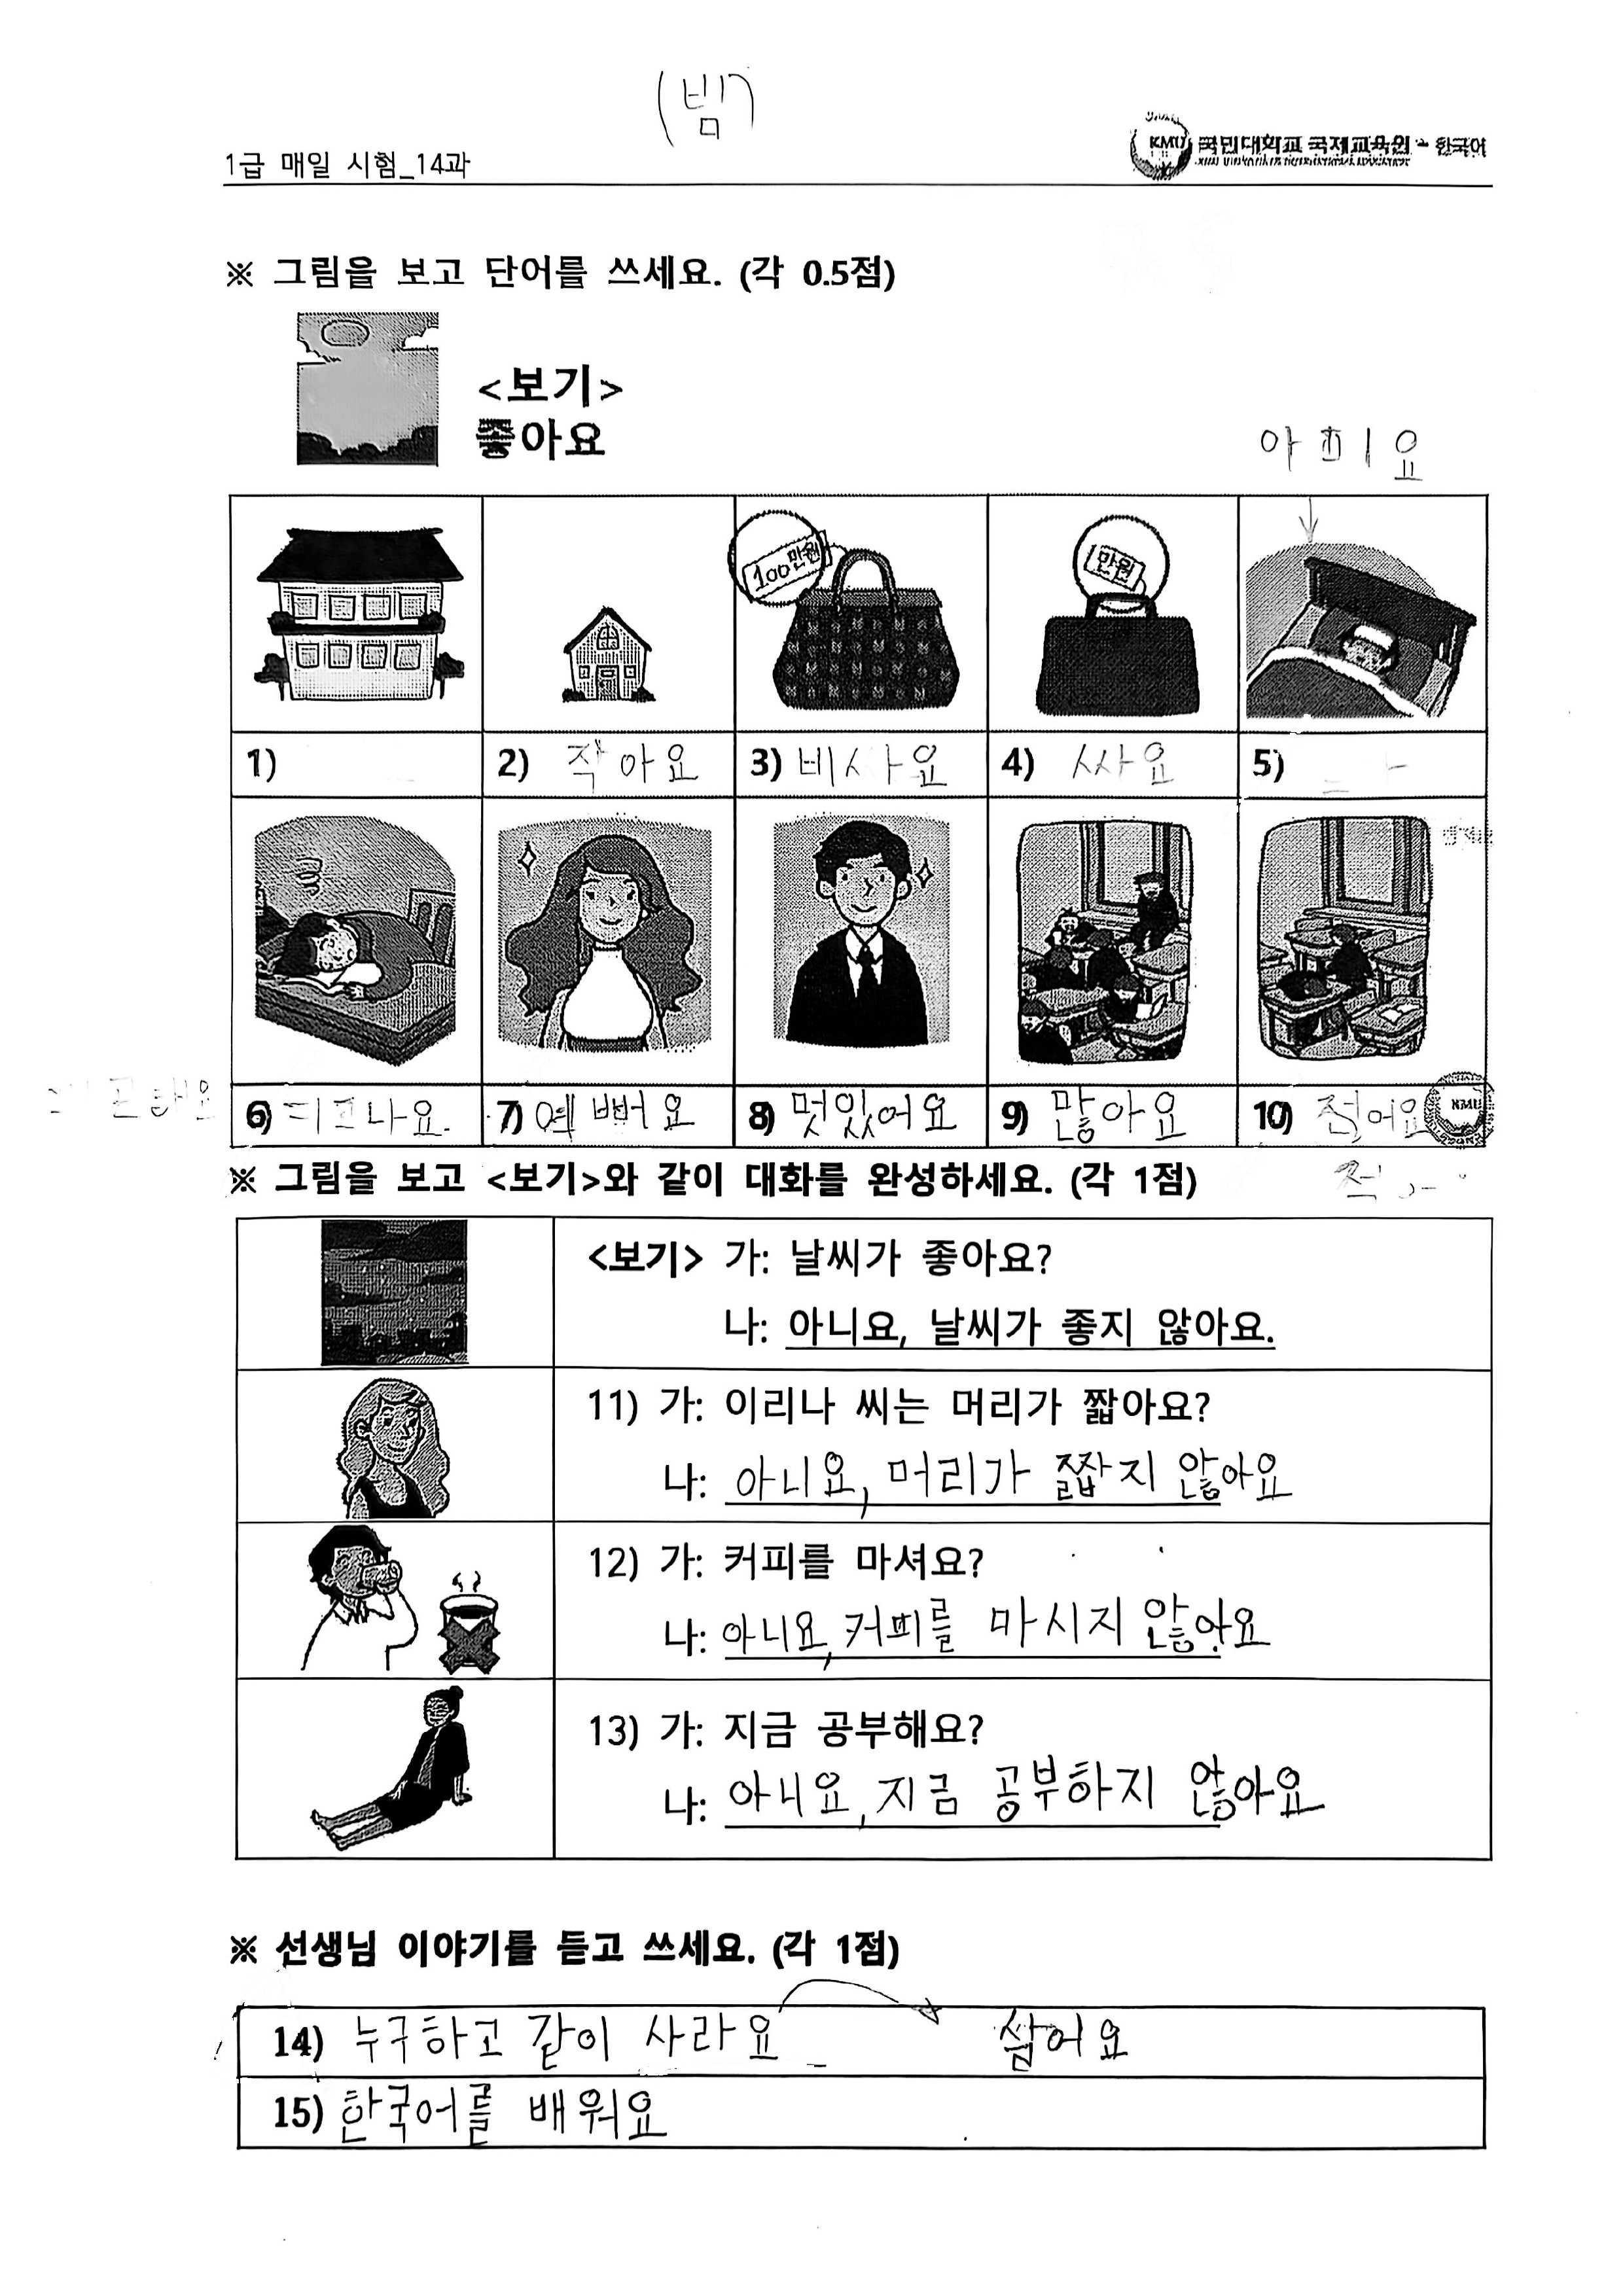 (빔)
1급 매일 시험_14과
KMU 국민대학교 국제교육원 - 한국어
※ 그림을 보고 단어를 쓰세요. (각 0.5점)
<보기>
좋아요
아피요
100만원 만원
1) 2) 작아요 3) 비사요 4) 싸요 5)
6) 피고나요. 7) 예뻐요 8) 멋있어요 9) 많아요 10) 적어요 KMU
※ 그림을 보고 <보기>와 같이 대화를 완성하세요. (각 1점)
<보기> 가: 날씨가 좋아요?
나: 아니요, 날씨가 좋지 않아요.
11) 가: 이리나 씨는 머리가 짧아요?
나: 아니요, 머리가 짧지 않아요
12) 가: 커피를 마셔요?
나: 아니요, 커피를 마시지 않아요
13) 가: 지금 공부해요?
나: 아니요, 지금 공부하지 않아요
※ 선생님 이야기를 듣고 쓰세요. (각 1점)
14) 누구하고 같이 사라요 싊어요
15) 한국어를 배워요